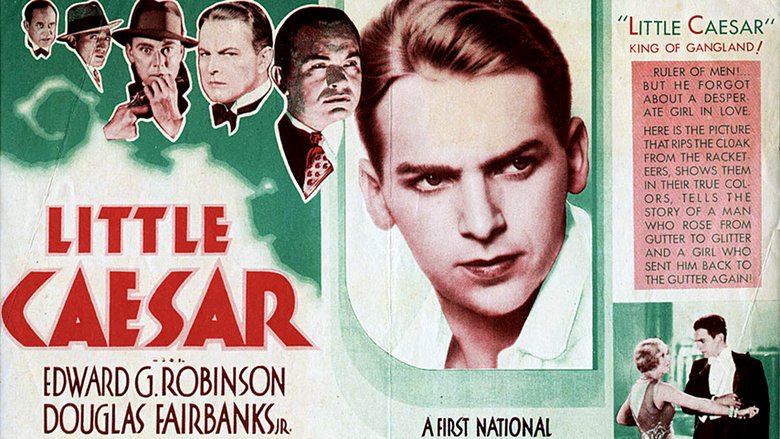 LITTLE
CAESAR
WITH
EDWARD G. ROBINSON
DOUGLAS FAIRBANKS JR.
A FIRST NATIONAL
"LITTLE CAESAR"
KING OF GANGLAND!
RULER OF MEN!...
BUT HE FORGOT
ABOUT A DESPER-
ATE GIRL IN LOVE.
HERE IS THE PICTURE
THAT RIPS THE CLOAK
FROM THE RACKET-
EERS, SHOWS THEM
IN THEIR TRUE COL-
ORS, TELLS THE
STORY OF A MAN
WHO ROSE FROM
GUTTER TO GLITTER
AND A GIRL WHO
SENT HIM BACK TO
THE GUTTER AGAIN!